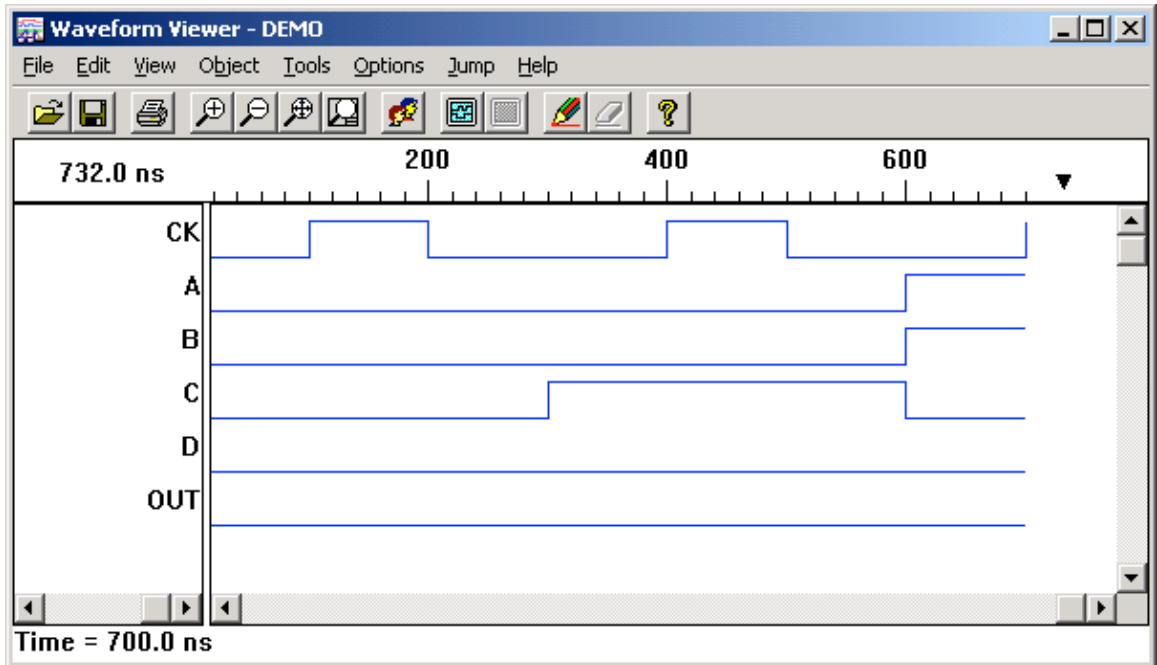 Waveform Viewer - DEMO
File Edit View Object Tools Options Jump Help
732.0 ns 200 400 600
CK
A
B
C
D
OUT
Time = 700.0 ns